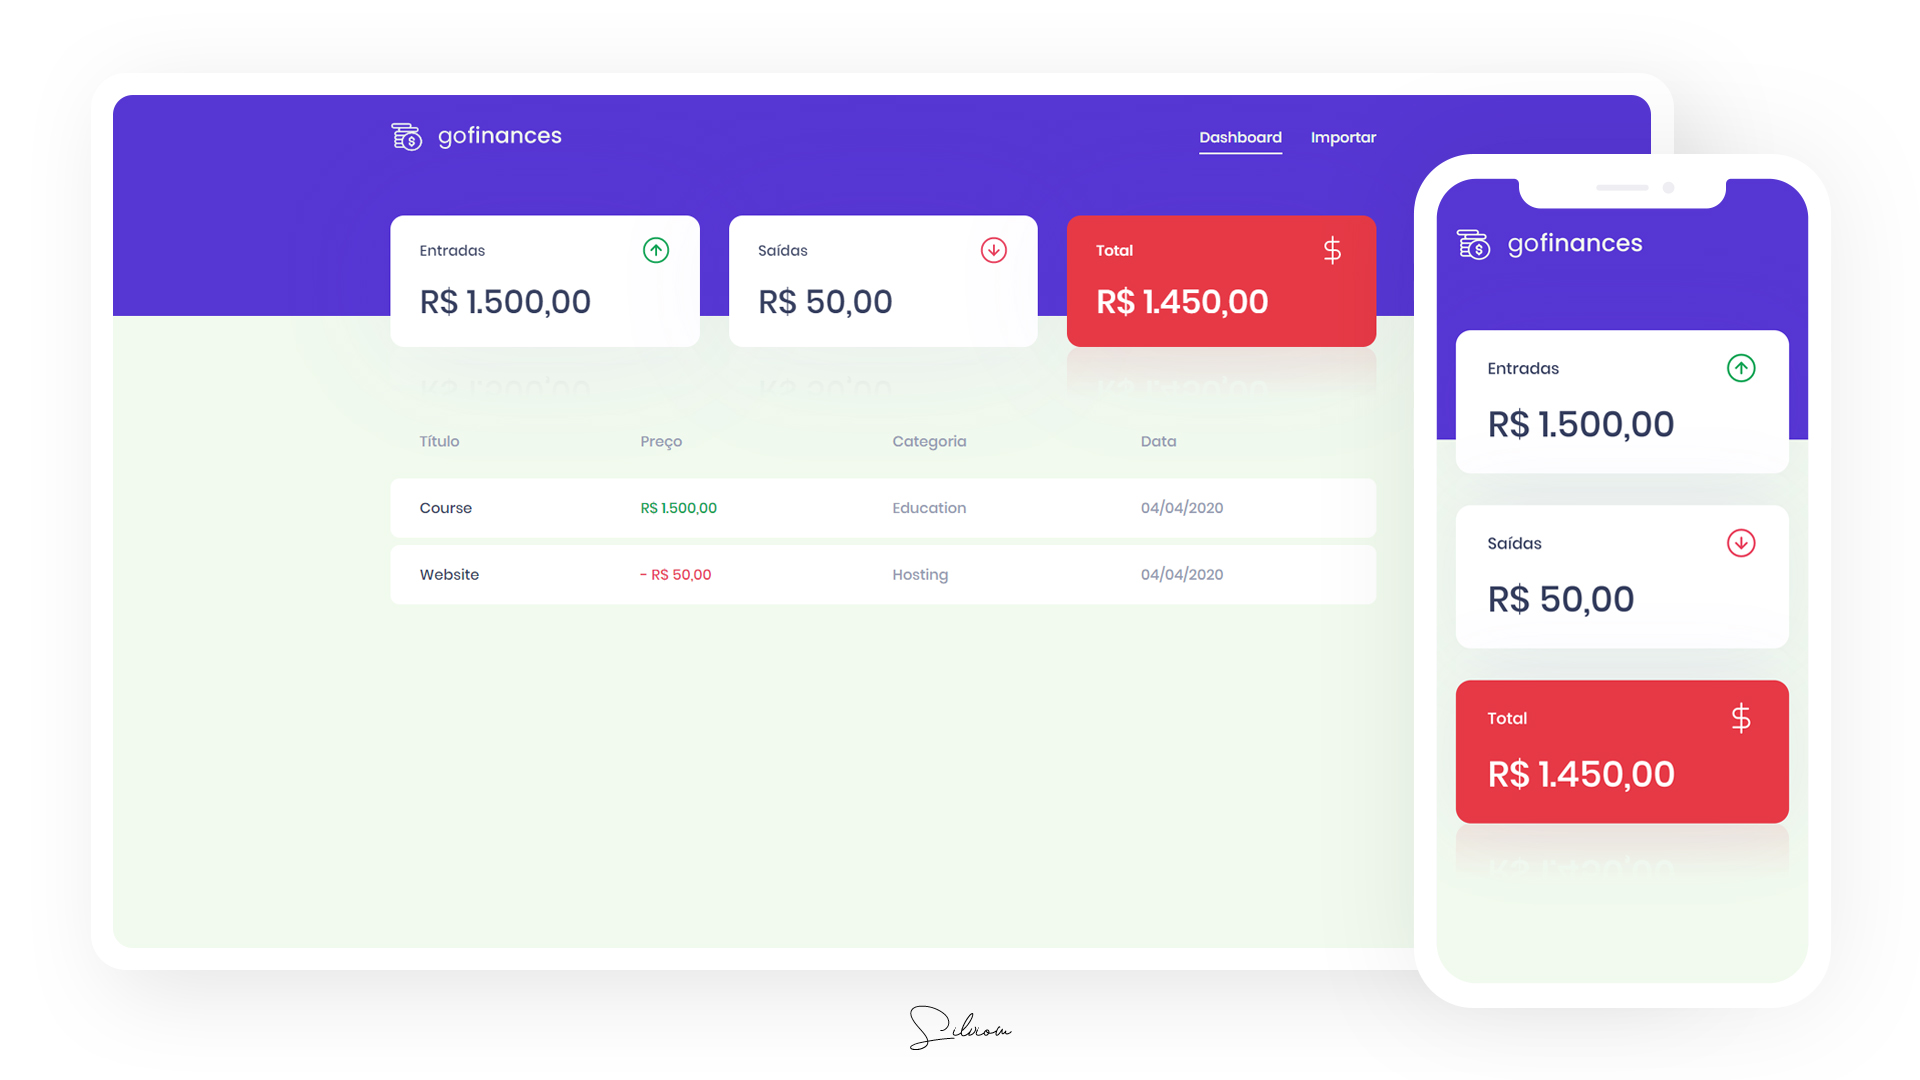 gofinances
Dashboard Importar
Entradas
R$ 1.500,00
Saídas
R$ 50,00
Total
$
R$ 1.450,00
Título Preço Categoria Data
Course R$ 1.500,00 Education 04/04/2020
Website - R$ 50,00 Hosting 04/04/2020
gofinances
Entradas
R$ 1.500,00
Saídas
R$ 50,00
Total
$
R$ 1.450,00